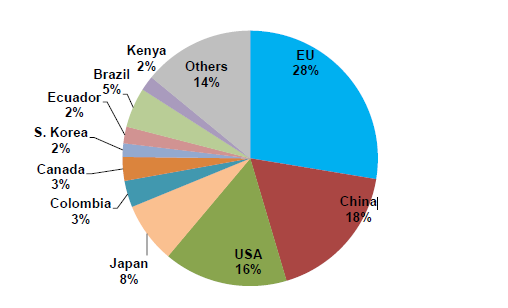 EU
28%
China
18%
USA
16%
Japan
8%
Colombia
3%
Canada
3%
S. Korea
2%
Ecuador
2%
Brazil
5%
Kenya
2%
Others
14%